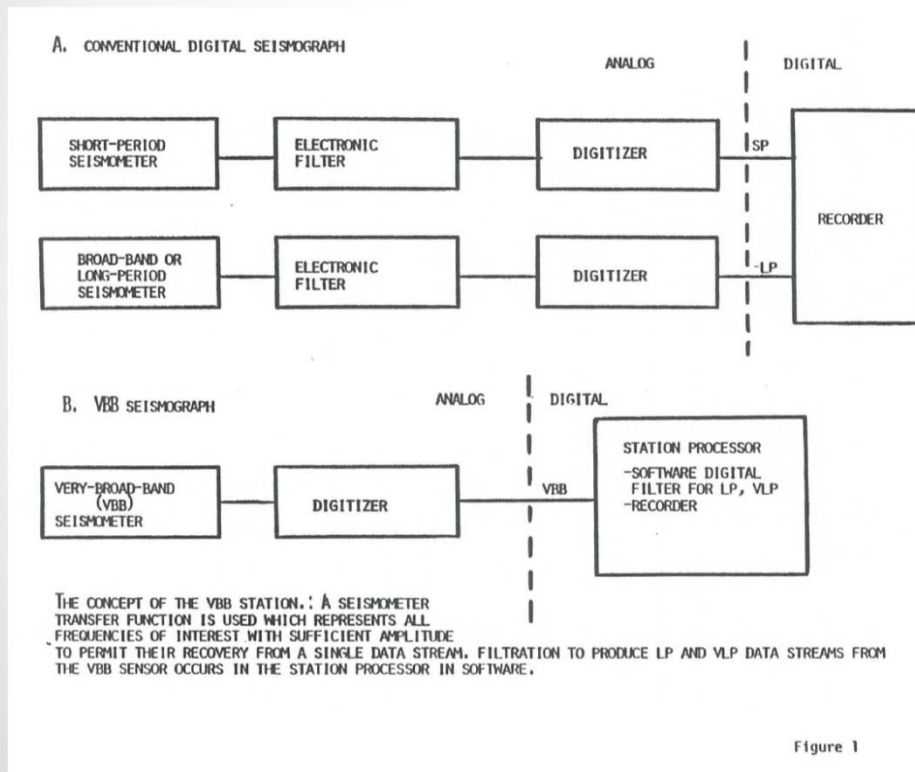 A. CONVENTIONAL DIGITAL SEISMOGRAPH
ANALOG
DIGITAL
SHORT-PERIOD
SEISMOMETER
ELECTRONIC
FILTER
DIGITIZER
SP
RECORDER
BROAD-BAND OR
LONG-PERIOD
SEISMOMETER
ELECTRONIC
FILTER
DIGITIZER
-LP
B. VBB SEISMOGRAPH
ANALOG
DIGITAL
VERY-BROAD-BAND
(VBB)
SEISMOMETER
DIGITIZER
VBB
STATION PROCESSOR
-SOFTWARE DIGITAL
FILTER FOR LP, VLP
-RECORDER
THE CONCEPT OF THE VBB STATION.: A SEISMOMETER
TRANSFER FUNCTION IS USED WHICH REPRESENTS ALL
FREQUENCIES OF INTEREST WITH SUFFICIENT AMPLITUDE
TO PERMIT THEIR RECOVERY FROM A SINGLE DATA STREAM. FILTRATION TO PRODUCE LP AND VLP DATA STREAMS FROM
THE VBB SENSOR OCCURS IN THE STATION PROCESSOR IN SOFTWARE.
Figure 1